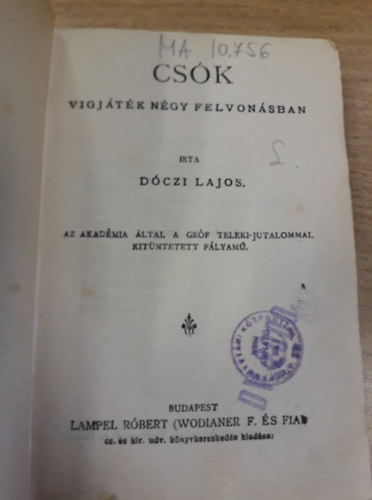 MA 10,756
CSÓK
VIGJÁTÉK NÉGY FELVONÁSBAN
IRTA
DÓCZI LAJOS.
AZ AKADÉMIA ÁLTAL A GRÓF TELEKI-JUTALOMMAL
KITÜNTETETT PÁLYAMŰ.
BUDAPEST
LAMPEL RÓBERT (WODIANER F. ÉS FIAI)
cs. és kir. udv. könyvkereskedés kiadása: